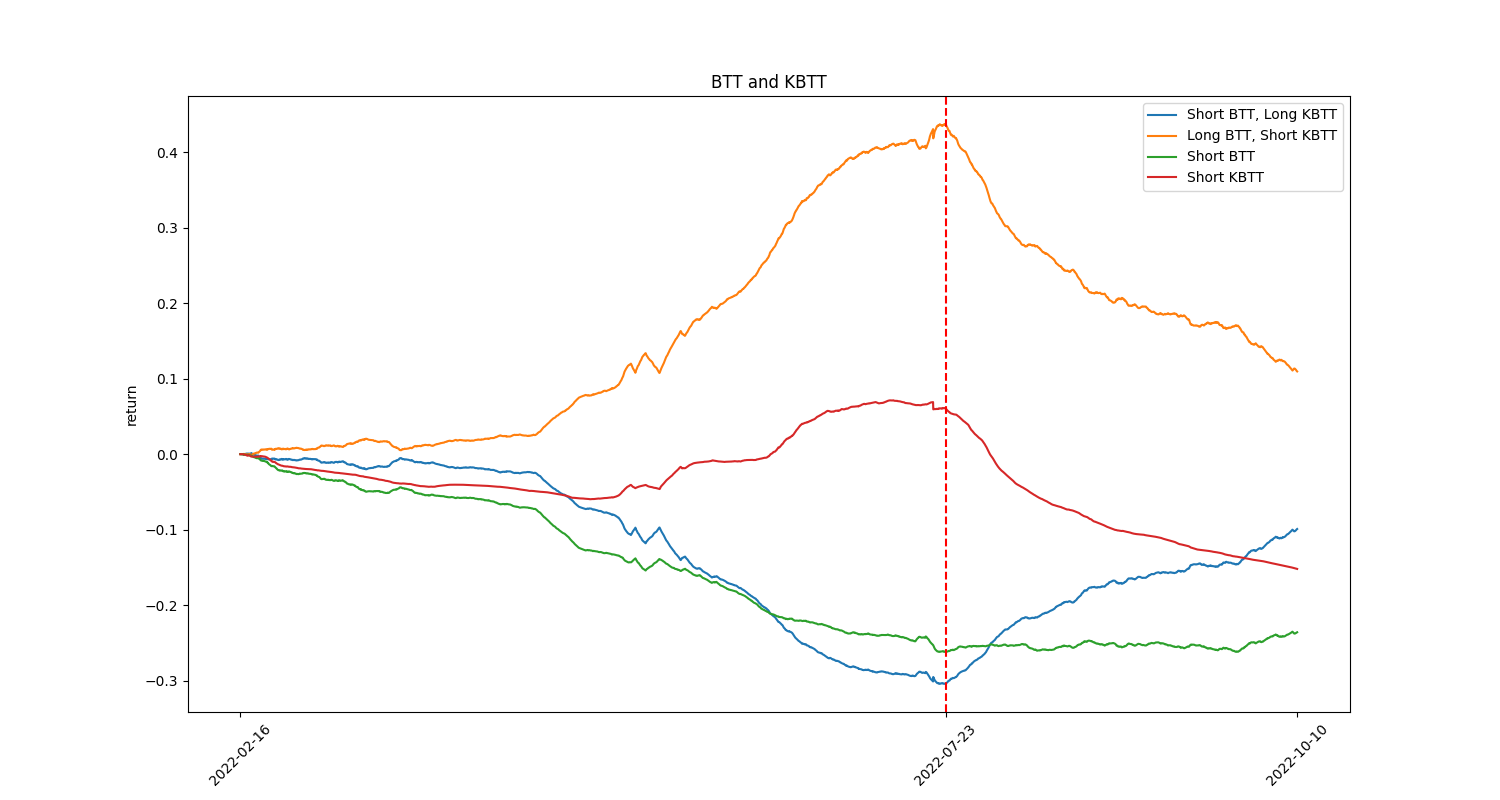 BTT and KBTT
Short BTT, Long KBTT
Long BTT, Short KBTT
Short BTT
Short KBTT
return
0.4
0.3
0.2
0.1
0.0
−0.1
−0.2
−0.3
2022-02-16
2022-07-23
2022-10-10